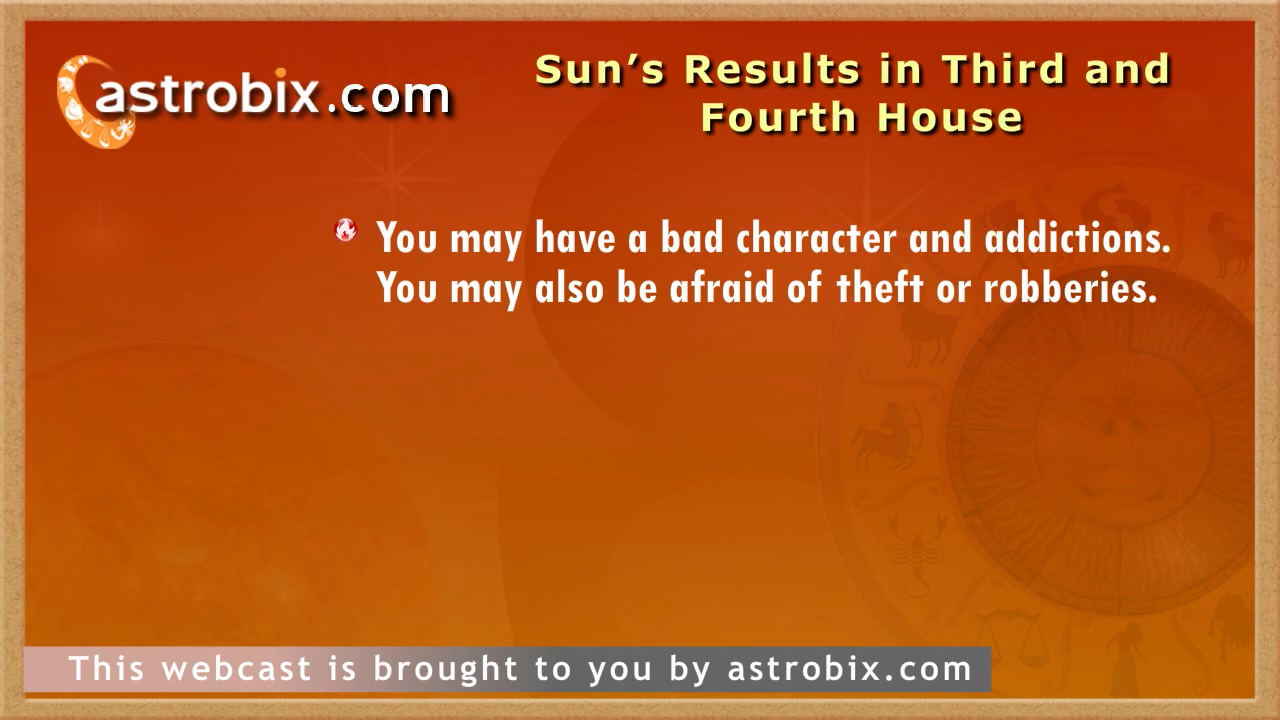 astrobix.com
Sun’s Results in Third and
Fourth House
You may have a bad character and addictions.
You may also be afraid of theft or robberies.
This webcast is brought to you by astrobix.com